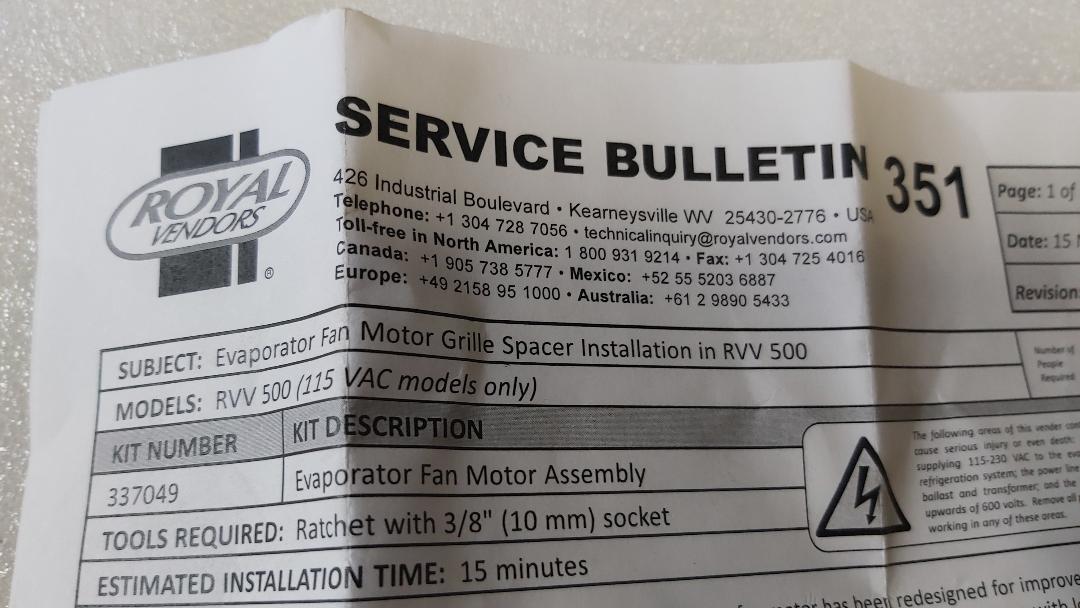 ROYAL
VENDORS
®
SERVICE BULLETIN 351
426 Industrial Boulevard • Kearneysville WV 25430-2776 • USA
Telephone: +1 304 728 7056 • technicalinquiry@royalvendors.com
Toll-free in North America: 1 800 931 9214 • Fax: +1 304 725 4016
Canada: +1 905 738 5777 • Mexico: +52 55 5203 6887
Europe: +49 2158 95 1000 • Australia: +61 2 9890 5433
Page: 1 of
Date: 15
Revision:
SUBJECT: Evaporator Fan Motor Grille Spacer Installation in RVV 500
Number of
People
Required
MODELS: RVV 500 (115 VAC models only)
KIT NUMBER
KIT DESCRIPTION
337049
Evaporator Fan Motor Assembly
The following areas of this vender
cause serious injury or even death:
supplying 115-230 VAC to the
refrigeration system; the power line
ballast and transformer; and the
upwards of 600 volts. Remove all
working in any of these areas.
TOOLS REQUIRED: Ratchet with 3/8" (10 mm) socket
ESTIMATED INSTALLATION TIME: 15 minutes
has been redesigned for